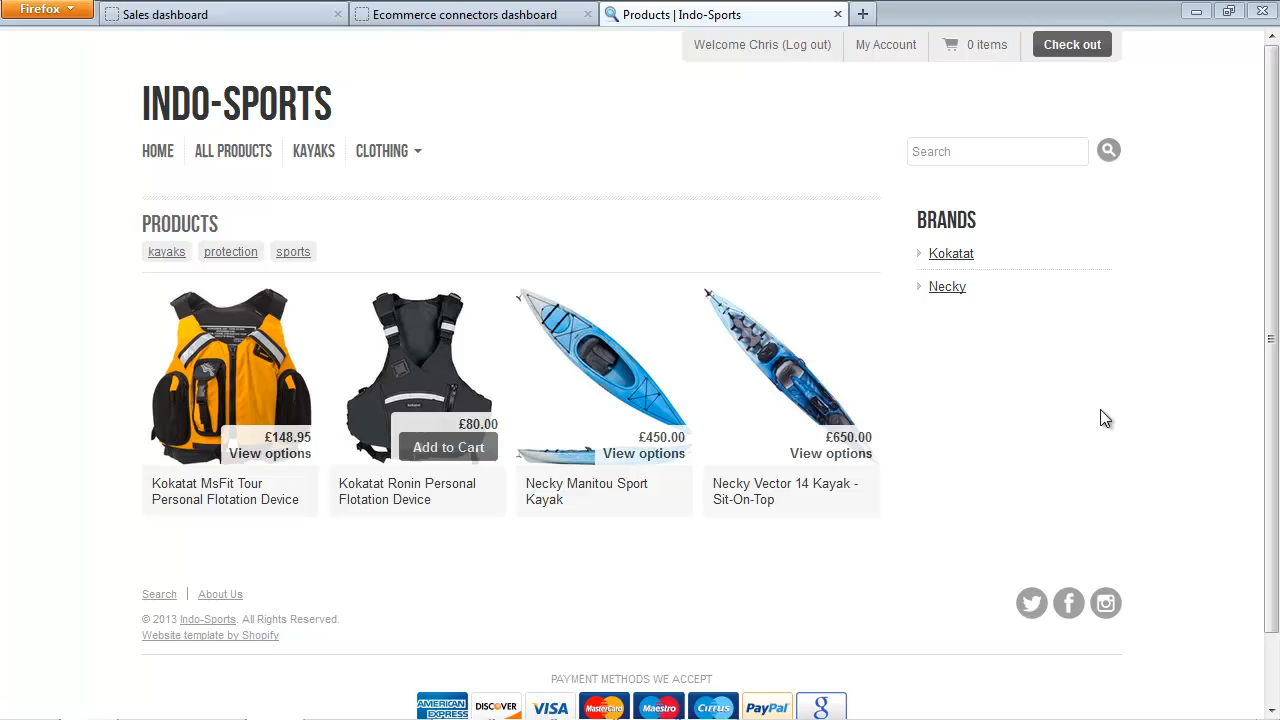 Firefox
Sales dashboard
Ecommerce connectors dashboard
Products | Indo-Sports
Welcome Chris (Log out)
My Account
0 items
Check out
INDO-SPORTS
HOME
ALL PRODUCTS
KAYAKS
CLOTHING
Search
PRODUCTS
kayaks
protection
sports
BRANDS
Kokatat
Necky
£148.95
View options
£80.00
Add to Cart
£450.00
View options
£650.00
View options
Kokatat MsFit Tour
Personal Flotation Device
Kokatat Ronin Personal
Flotation Device
Necky Manitou Sport
Kayak
Necky Vector 14 Kayak -
Sit-On-Top
Search
About Us
© 2013 Indo-Sports. All Rights Reserved.
Website template by Shopify
PAYMENT METHODS WE ACCEPT
AMERICAN
EXPRESS
DISCOVER
VISA
MasterCard
Maestro
Cirrus
PayPal
g